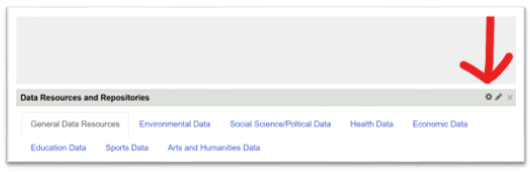 Data Resources and Repositories
General Data Resources Environmental Data Social Science/Poltical Data Health Data Economic Data
Education Data Sports Data Arts and Humanities Data